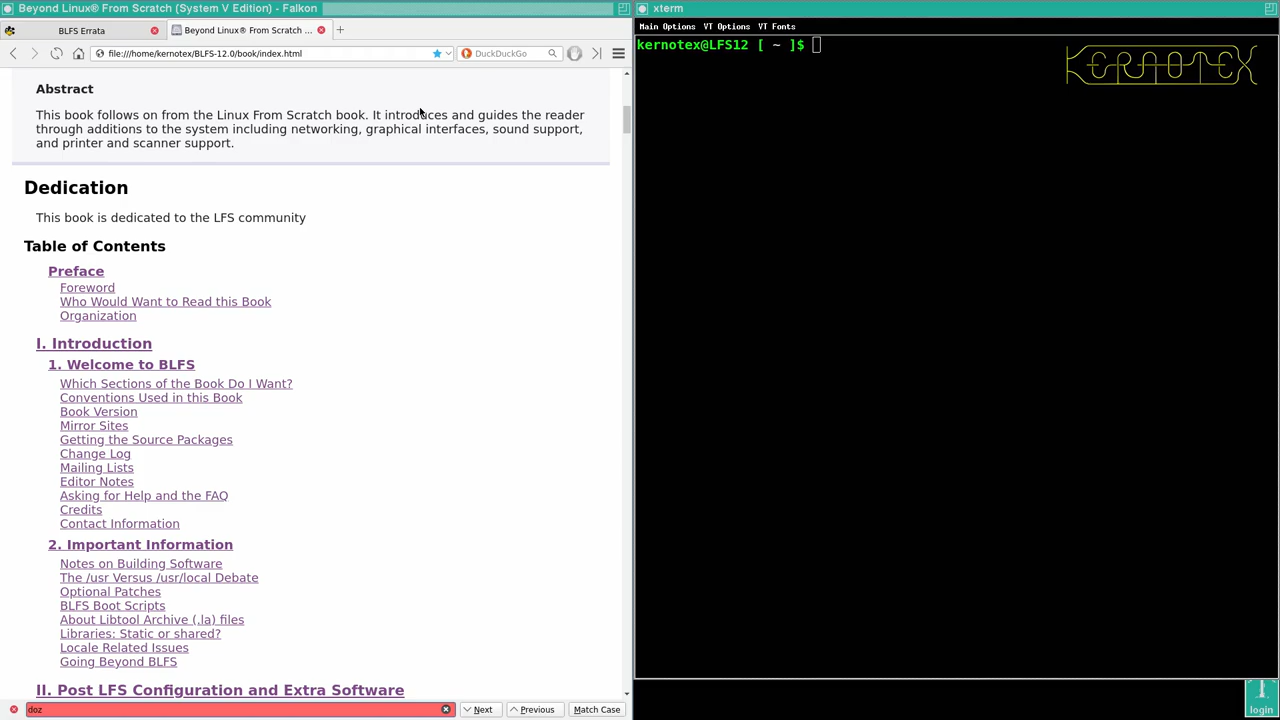 Beyond Linux® From Scratch (System V Edition) - Falkon
BLFS Errata
Beyond Linux® From Scratch ...
file:///home/kernotex/BLFS-12.0/book/index.html
DuckDuckGo
Abstract
This book follows on from the Linux From Scratch book. It introduces and guides the reader
through additions to the system including networking, graphical interfaces, sound support,
and printer and scanner support.
Dedication
This book is dedicated to the LFS community
Table of Contents
Preface
Foreword
Who Would Want to Read this Book
Organization
I. Introduction
1. Welcome to BLFS
Which Sections of the Book Do I Want?
Conventions Used in this Book
Book Version
Mirror Sites
Getting the Source Packages
Change Log
Mailing Lists
Editor Notes
Asking for Help and the FAQ
Credits
Contact Information
2. Important Information
Notes on Building Software
The /usr Versus /usr/local Debate
Optional Patches
BLFS Boot Scripts
About Libtool Archive (.la) files
Libraries: Static or shared?
Locale Related Issues
Going Beyond BLFS
II. Post LFS Configuration and Extra Software
doz
Next
Previous
Match Case
xterm
Main Options VT Options VT Fonts
kernotex@LFS12 [ ~ ]$
KERNOTEX
login